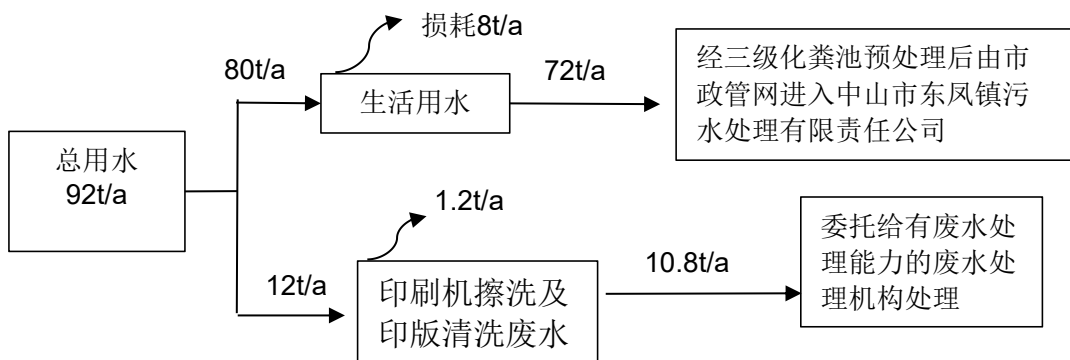 损耗8t/a
80t/a
生活用水
72t/a
经三级化粪池预处理后由市
政管网进入中山市东凤镇污
水处理有限责任公司
总用水
92t/a
1.2t/a
12t/a
印刷机擦洗及
印版清洗废水
10.8t/a
委托给有废水处
理能力的废水处
理机构处理